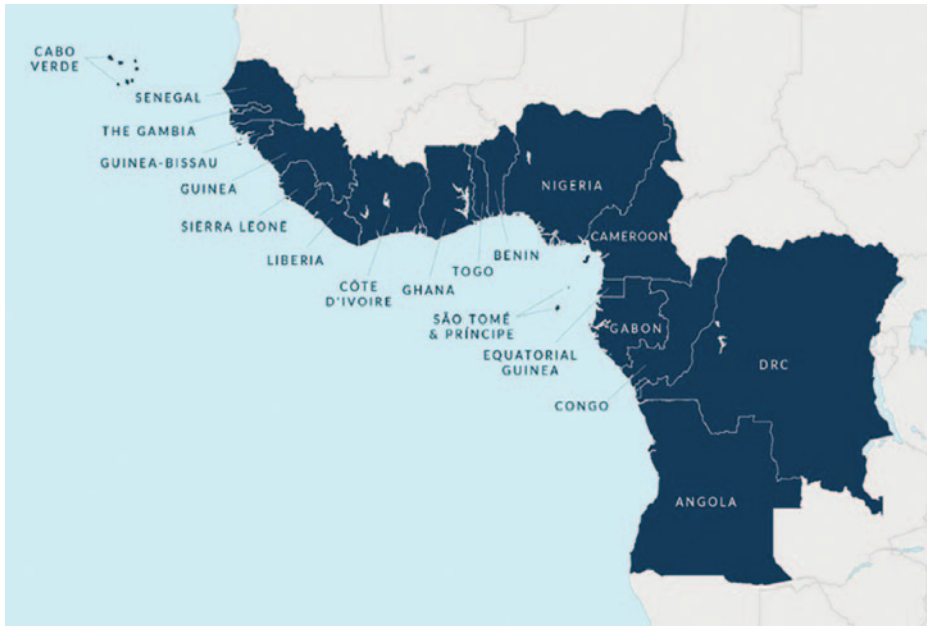 CABO
VERDE
SENEGAL
THE GAMBIA
GUINEA-BISSAU
GUINEA
SIERRA LEONE
LIBERIA
CÔTE
D'IVOIRE
GHANA
TOGO
BENIN
NIGERIA
CAMEROON
SÃO TOMÉ
& PRÍNCIPE
EQUATORIAL
GUINEA
GABON
CONGO
DRC
ANGOLA